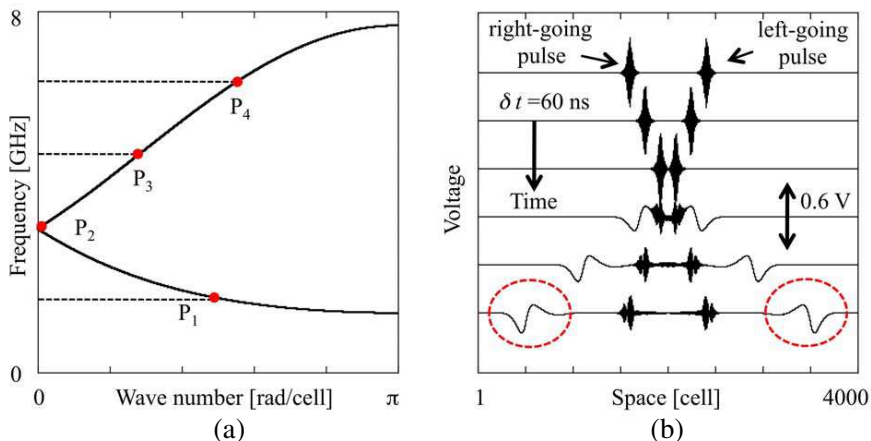 8
Frequency [GHz]
0
P4
P3
P2
P1
0
Wave number [rad/cell]
π
(a)
right-going
pulse
left-going
pulse
δ t =60 ns
Time
0.6 V
Voltage
1
Space [cell]
4000
(b)